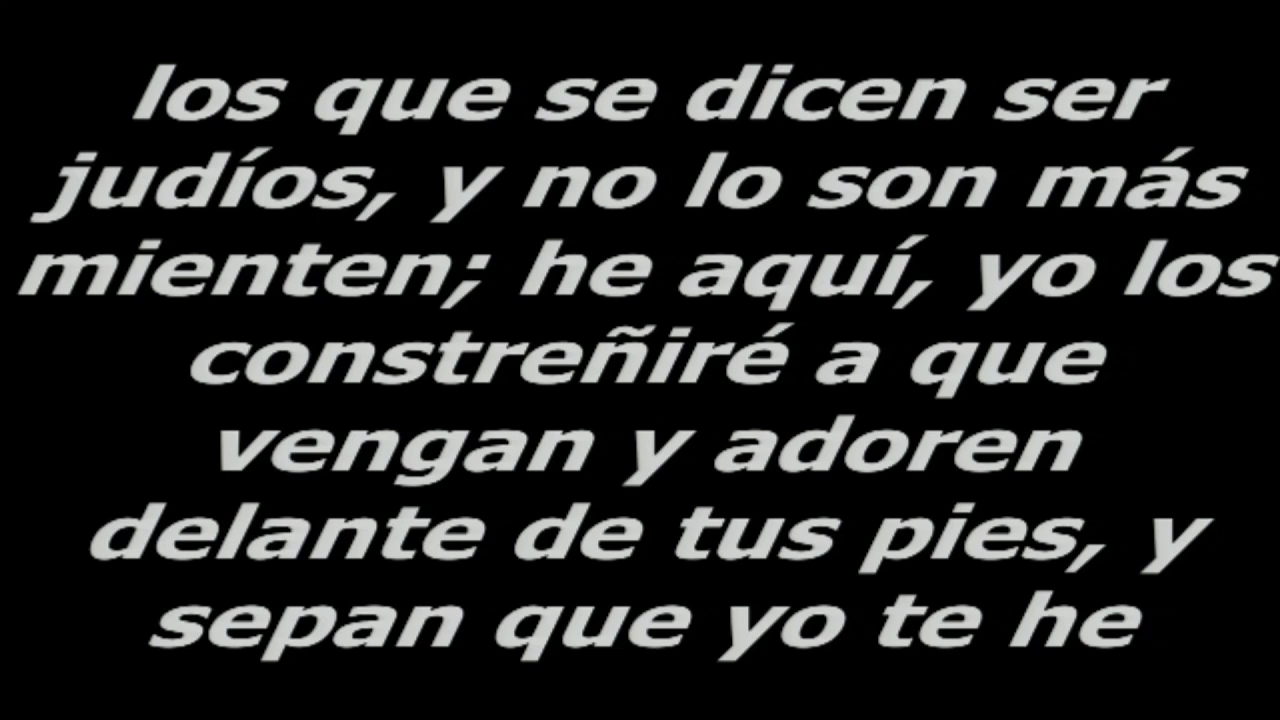 los que se dicen ser
judíos, y no lo son más
mienten; he aquí, yo los
constreñiré a que
vengan y adoren
delante de tus pies, y
sepan que yo te he